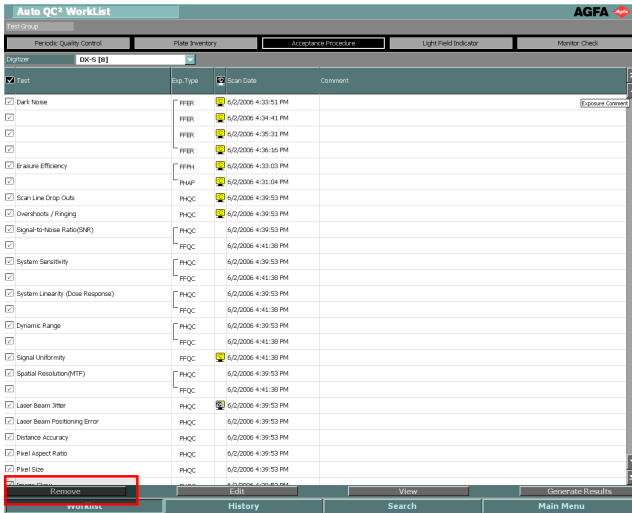 Auto QC² WorkList
AGFA
Agfa
Test Group
Periodic Quality Control Plate Inventory Acceptance Procedure Light Field Indicator Monitor Check
Digitizer DX-S [B]
Test Exp.Type Scan Date Comment
Dark Noise FFER 6/2/2006 4:33:51 PM
Exposure Comment
FFER 6/2/2006 4:34:41 PM
FFER 6/2/2006 4:35:31 PM
FFER 6/2/2006 4:36:16 PM
Erasure Efficiency FFPH 6/2/2006 4:33:03 PM
PHAP 6/2/2006 4:31:04 PM
Scan Line Drop Outs PHQC 6/2/2006 4:39:53 PM
Overshoots / Ringing PHQC 6/2/2006 4:39:53 PM
Signal-to-Noise Ratio(SNR) PHQC 6/2/2006 4:39:53 PM
FFQC 6/2/2006 4:41:38 PM
System Sensitivity PHQC 6/2/2006 4:39:53 PM
FFQC 6/2/2006 4:41:38 PM
System Linearity (Dose Response) PHQC 6/2/2006 4:39:53 PM
FFQC 6/2/2006 4:41:38 PM
Dynamic Range PHQC 6/2/2006 4:39:53 PM
FFQC 6/2/2006 4:41:38 PM
Signal Uniformity FFQC 6/2/2006 4:41:38 PM
Spatial Resolution(MTF) PHQC 6/2/2006 4:39:53 PM
FFQC 6/2/2006 4:41:38 PM
Laser Beam Jitter PHQC 6/2/2006 4:39:53 PM
Laser Beam Positioning Error PHQC 6/2/2006 4:39:53 PM
Distance Accuracy PHQC 6/2/2006 4:39:53 PM
Pixel Aspect Ratio PHQC 6/2/2006 4:39:53 PM
Pixel Size PHQC 6/2/2006 4:39:53 PM
Remove Edit View Generate Results
Worklist History Search Main Menu